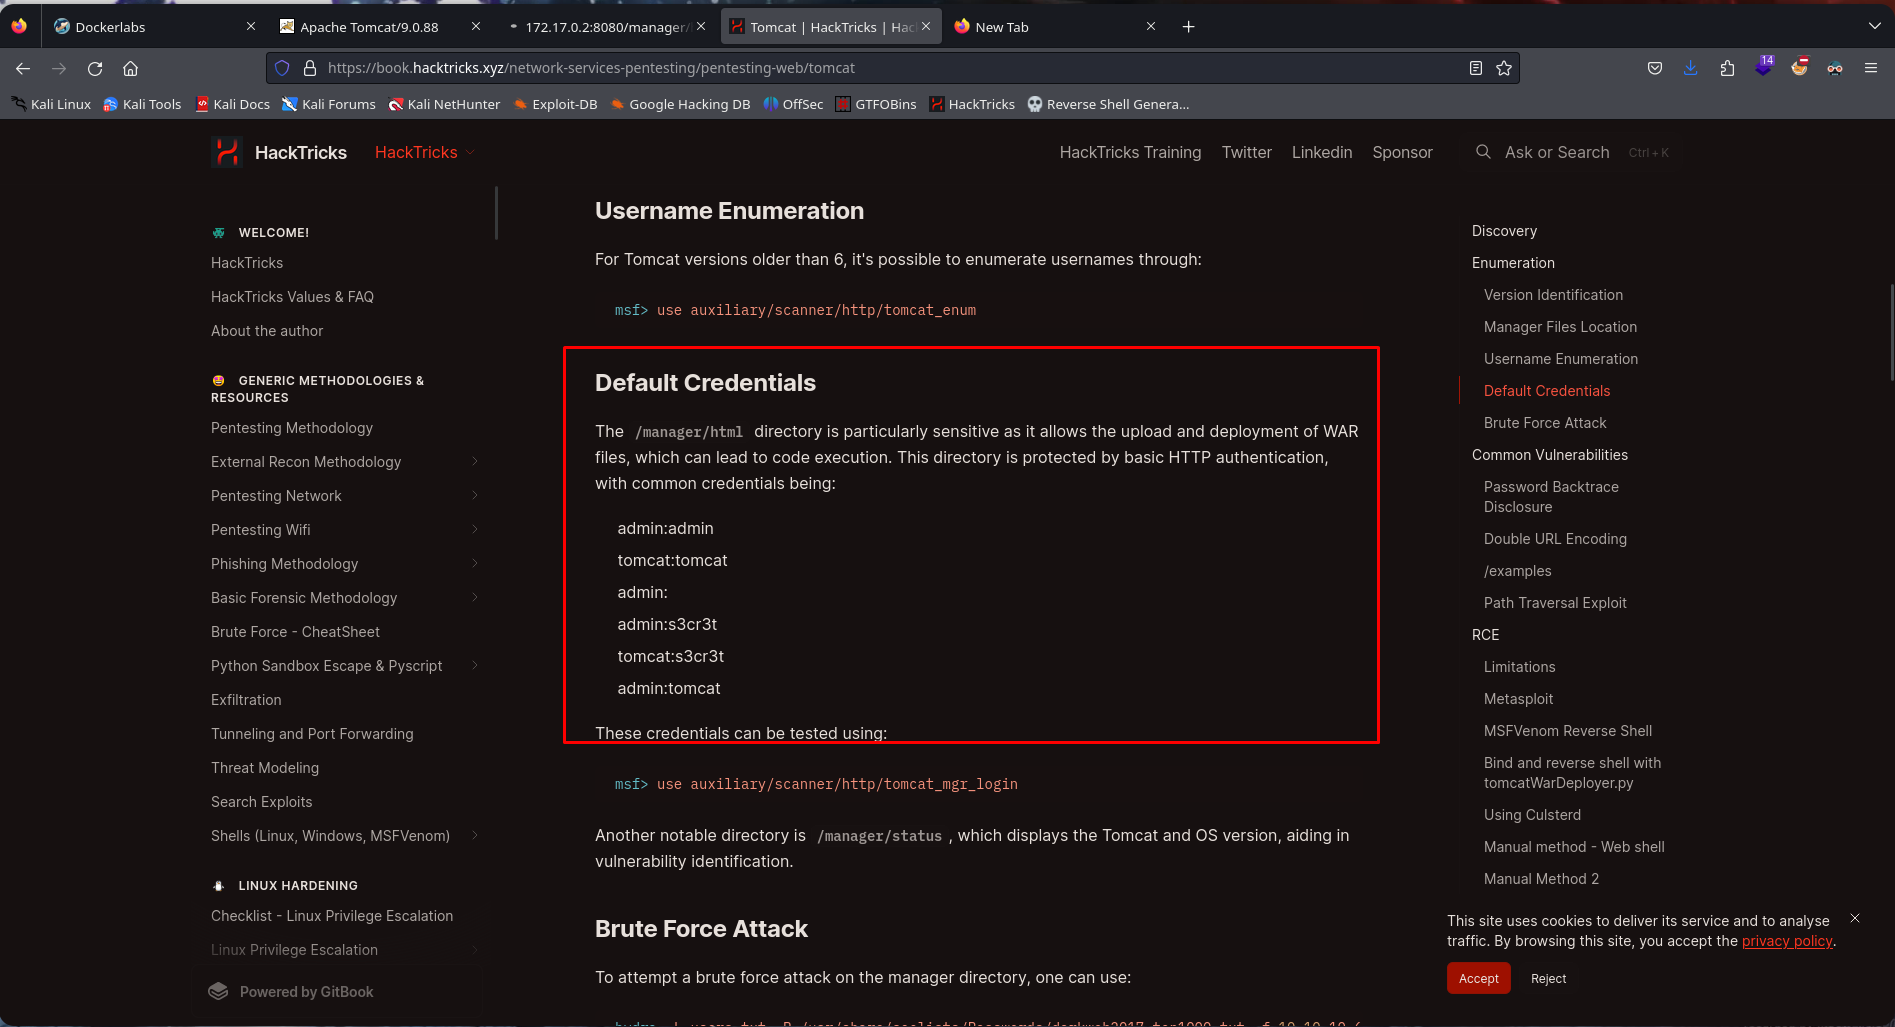 Dockerlabs
Apache Tomcat/9.0.88
172.17.0.2:8080/manager/
Tomcat | HackTricks | Hac
New Tab
https://book.hacktricks.xyz/network-services-pentesting/pentesting-web/tomcat
14
Kali Linux
Kali Tools
Kali Docs
Kali Forums
Kali NetHunter
Exploit-DB
Google Hacking DB
OffSec
GTFOBins
HackTricks
Reverse Shell Genera...
HackTricks
HackTricks
HackTricks Training
Twitter
Linkedin
Sponsor
Ask or Search
Ctrl + K
WELCOME!
HackTricks
HackTricks Values & FAQ
About the author
GENERIC METHODOLOGIES &
RESOURCES
Pentesting Methodology
External Recon Methodology
Pentesting Network
Pentesting Wifi
Phishing Methodology
Basic Forensic Methodology
Brute Force - CheatSheet
Python Sandbox Escape & Pyscript
Exfiltration
Tunneling and Port Forwarding
Threat Modeling
Search Exploits
Shells (Linux, Windows, MSFVenom)
LINUX HARDENING
Checklist - Linux Privilege Escalation
Linux Privilege Escalation
Powered by GitBook
Username Enumeration
For Tomcat versions older than 6, it's possible to enumerate usernames through:
msf> use auxiliary/scanner/http/tomcat_enum
Default Credentials
The /manager/html directory is particularly sensitive as it allows the upload and deployment of WAR
files, which can lead to code execution. This directory is protected by basic HTTP authentication,
with common credentials being:
admin:admin
tomcat:tomcat
admin:
admin:s3cr3t
tomcat:s3cr3t
admin:tomcat
These credentials can be tested using:
msf> use auxiliary/scanner/http/tomcat_mgr_login
Another notable directory is /manager/status, which displays the Tomcat and OS version, aiding in
vulnerability identification.
Brute Force Attack
To attempt a brute force attack on the manager directory, one can use:
Discovery
Enumeration
Version Identification
Manager Files Location
Username Enumeration
Default Credentials
Brute Force Attack
Common Vulnerabilities
Password Backtrace
Disclosure
Double URL Encoding
/examples
Path Traversal Exploit
RCE
Limitations
Metasploit
MSFVenom Reverse Shell
Bind and reverse shell with
tomcatWarDeployer.py
Using Culsterd
Manual method - Web shell
Manual Method 2
This site uses cookies to deliver its service and to analyse
traffic. By browsing this site, you accept the privacy policy.
Accept
Reject